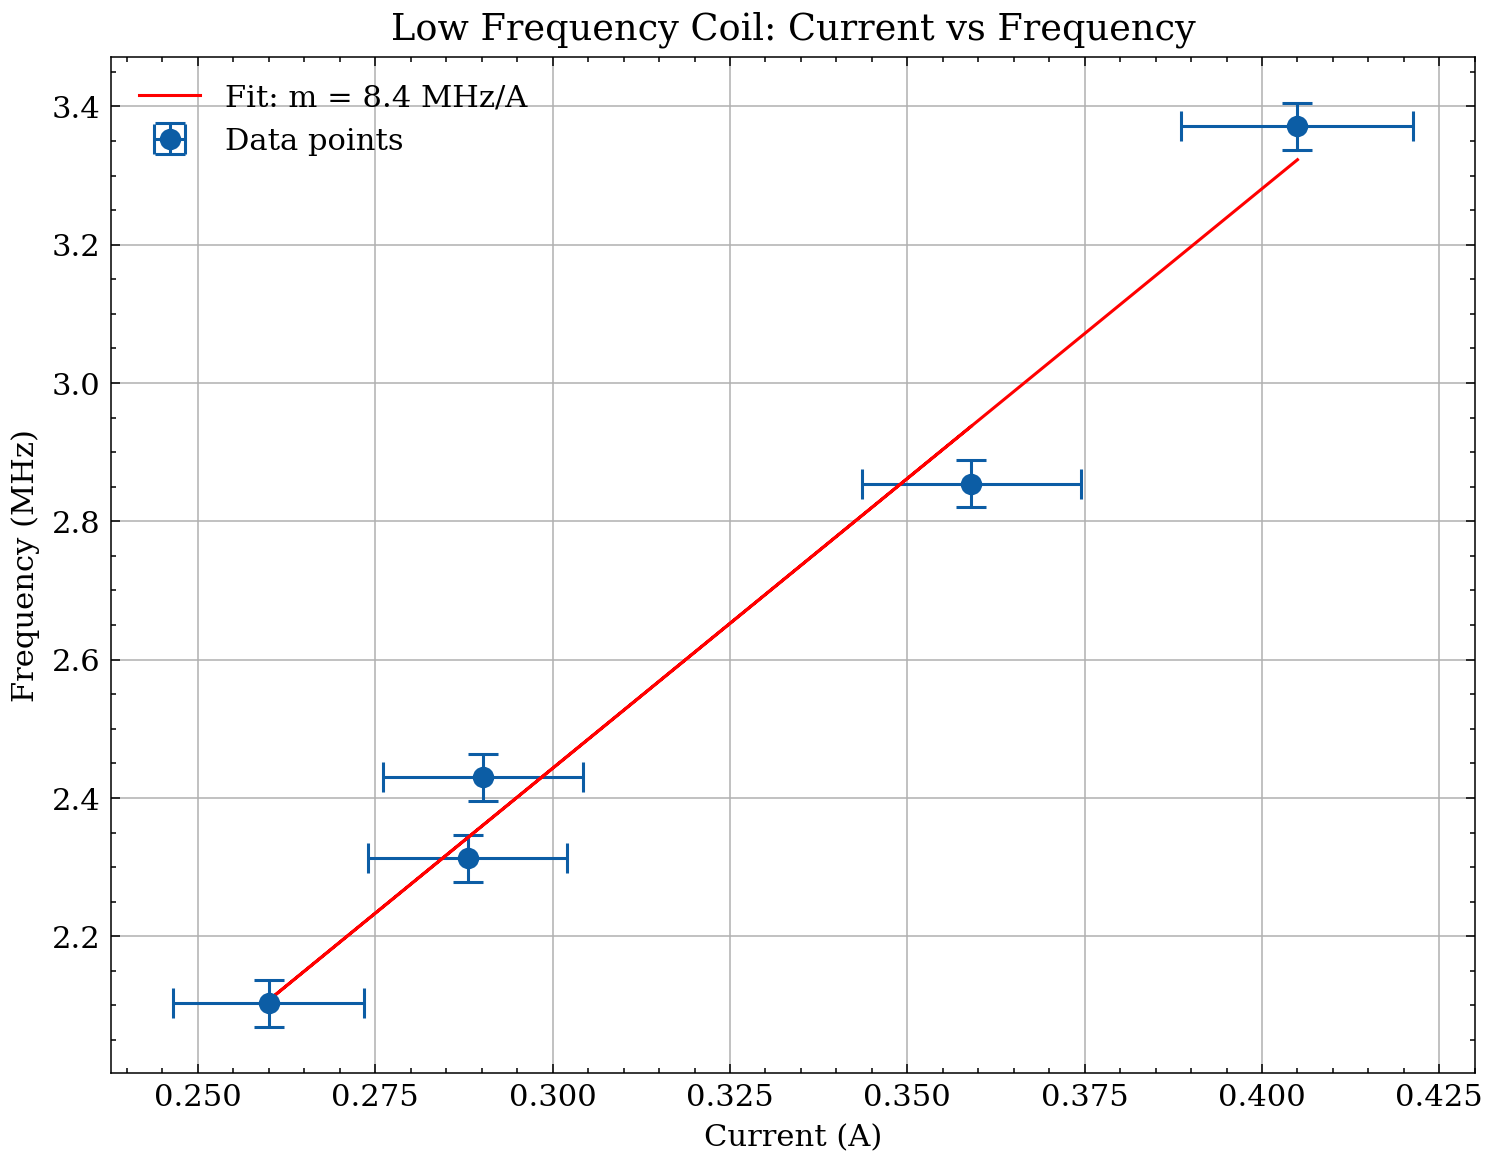 Low Frequency Coil: Current vs Frequency
Fit: m = 8.4 MHz/A
Data points
Frequency (MHz)
3.4
3.2
3.0
2.8
2.6
2.4
2.2
0.250 0.275 0.300 0.325 0.350 0.375 0.400 0.425
Current (A)